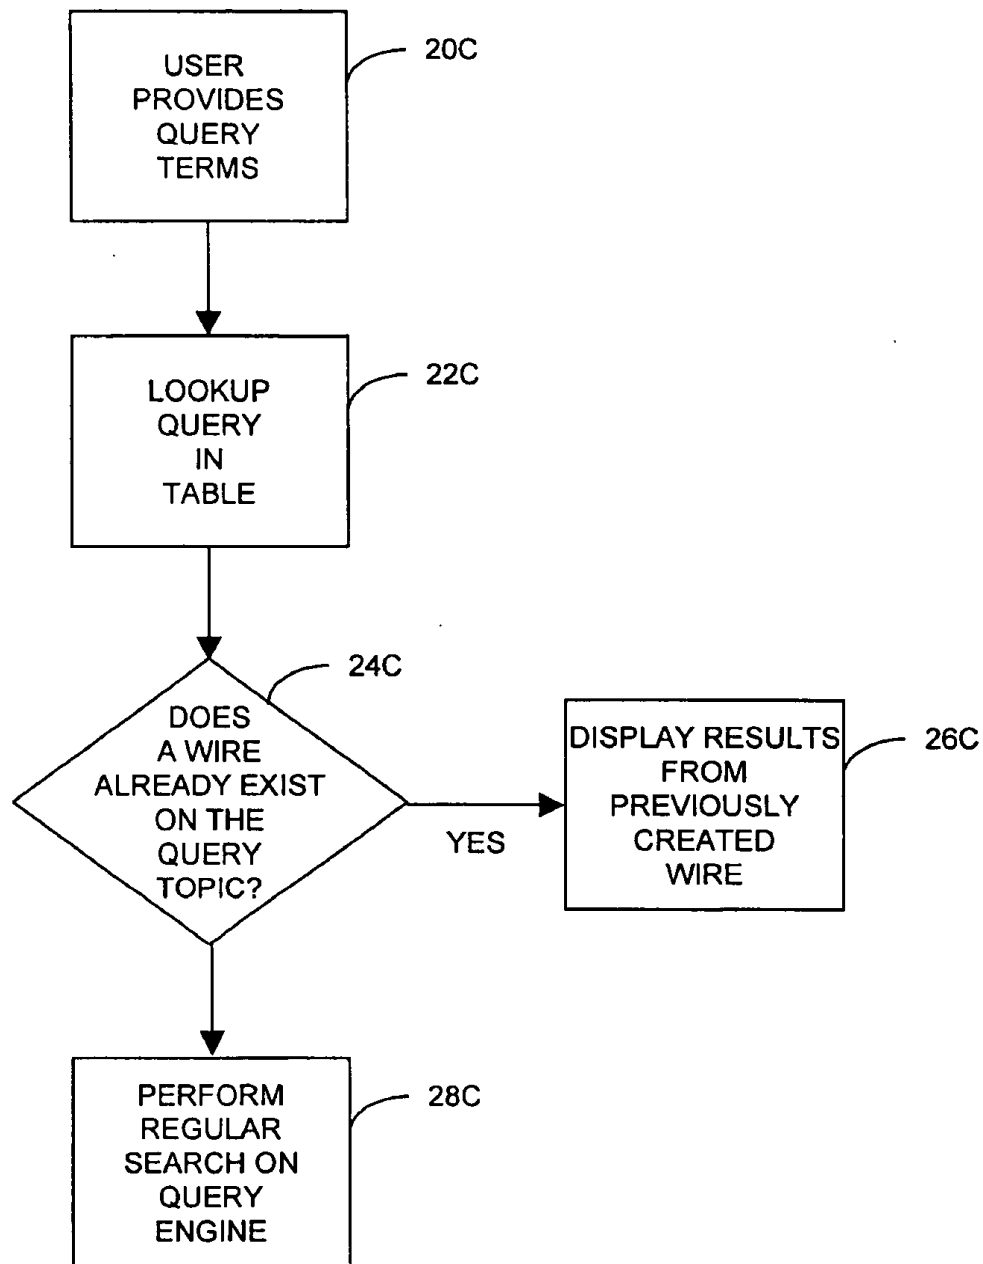 USER
PROVIDES
QUERY
TERMS
20C
LOOKUP
QUERY
IN
TABLE
22C
DOES
A WIRE
ALREADY EXIST
ON THE
QUERY
TOPIC?
24C
YES
DISPLAY RESULTS
FROM
PREVIOUSLY
CREATED
WIRE
26C
PERFORM
REGULAR
SEARCH ON
QUERY
ENGINE
28C